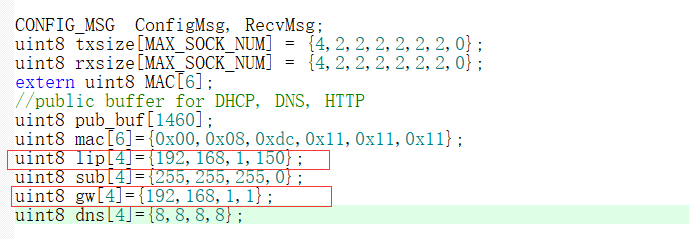 CONFIG_MSG  ConfigMsg, RecvMsg;
uint8 txsize[MAX_SOCK_NUM] = {4,2,2,2,2,2,2,0};
uint8 rxsize[MAX_SOCK_NUM] = {4,2,2,2,2,2,2,0};
extern uint8 MAC[6];
//public buffer for DHCP, DNS, HTTP
uint8 pub_buf[1460];
uint8 mac[6]={0x00,0x08,0xdc,0x11,0x11,0x11};
uint8 lip[4]={192,168,1,150};
uint8 sub[4]={255,255,255,0};
uint8 gw[4]={192,168,1,1};
uint8 dns[4]={8,8,8,8};